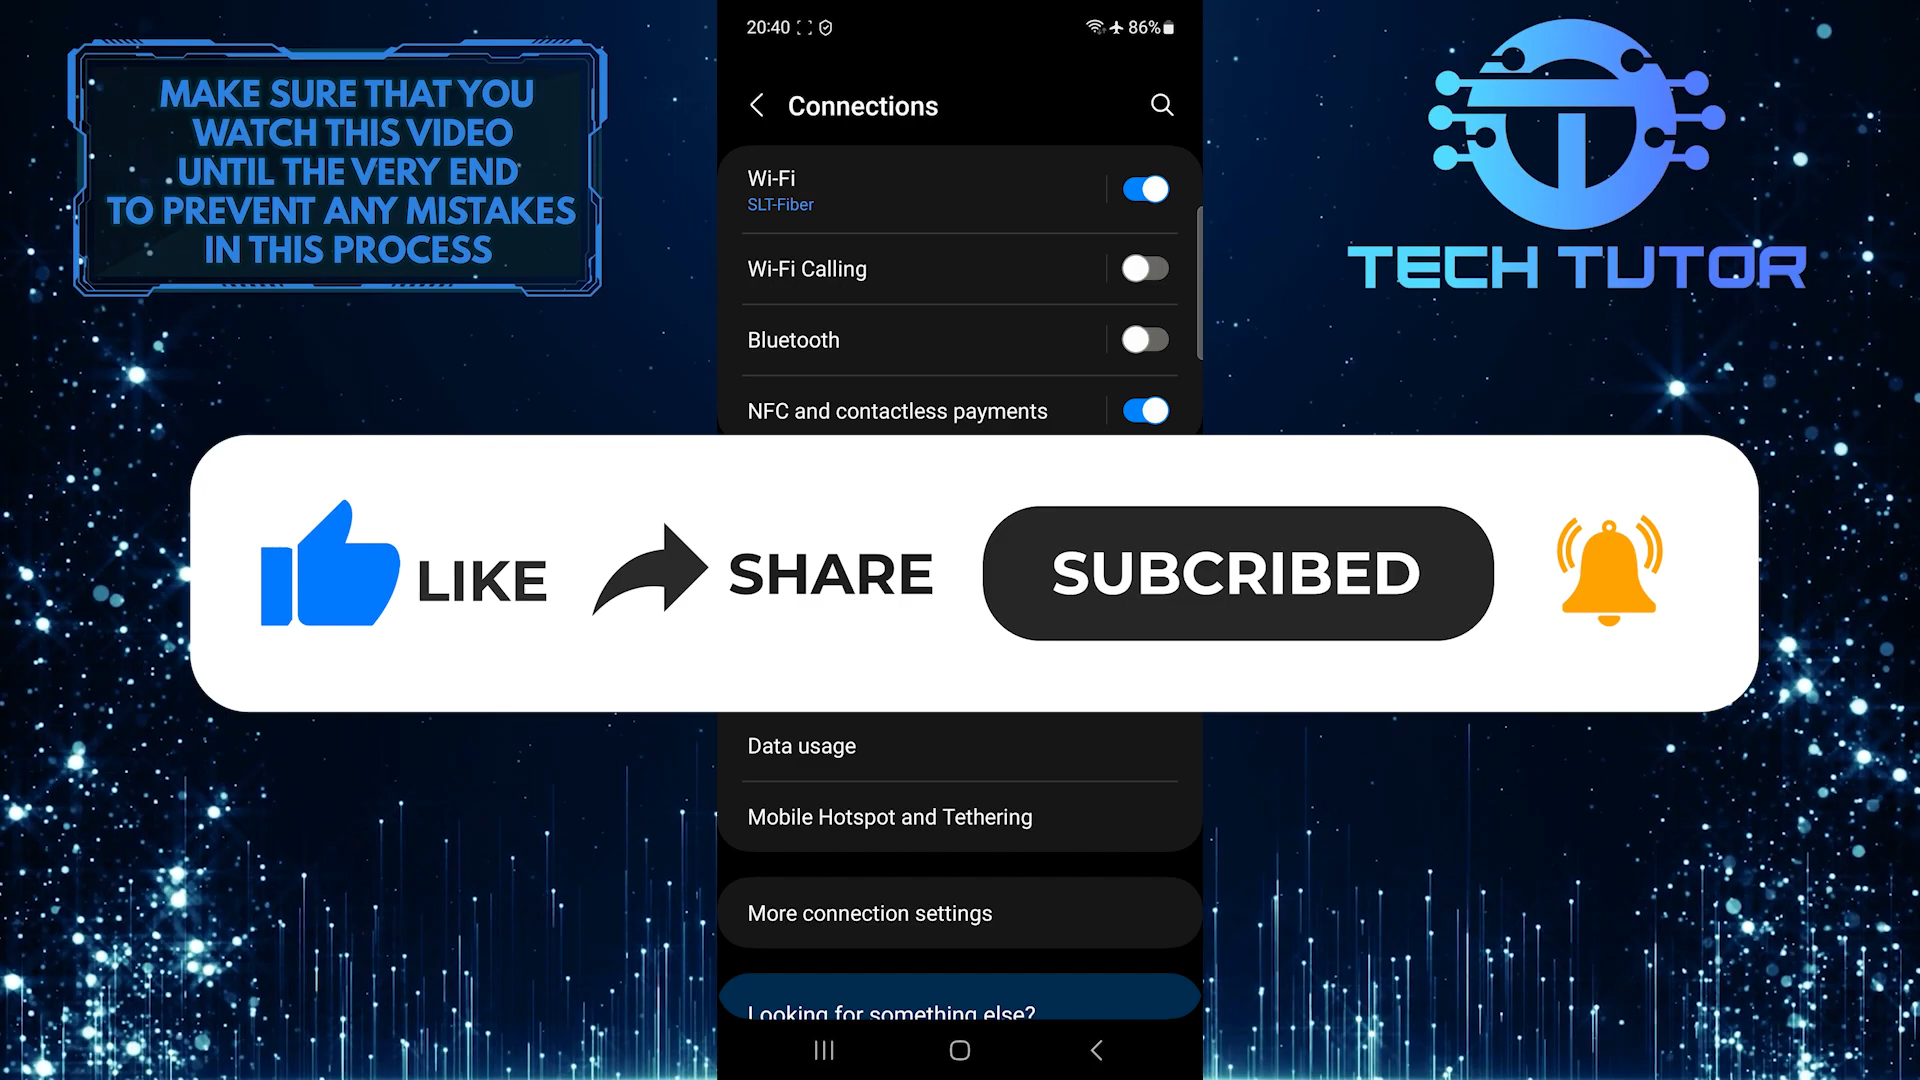 MAKE SURE THAT YOU
WATCH THIS VIDEO
UNTIL THE VERY END
TO PREVENT ANY MISTAKES
IN THIS PROCESS
20:40
86%
Connections
TECH TUTOR
Wi-Fi
SLT-Fiber
Wi-Fi Calling
Bluetooth
NFC and contactless payments
LIKE
SHARE
SUBCRIBED
Data usage
Mobile Hotspot and Tethering
More connection settings
Looking for something else?